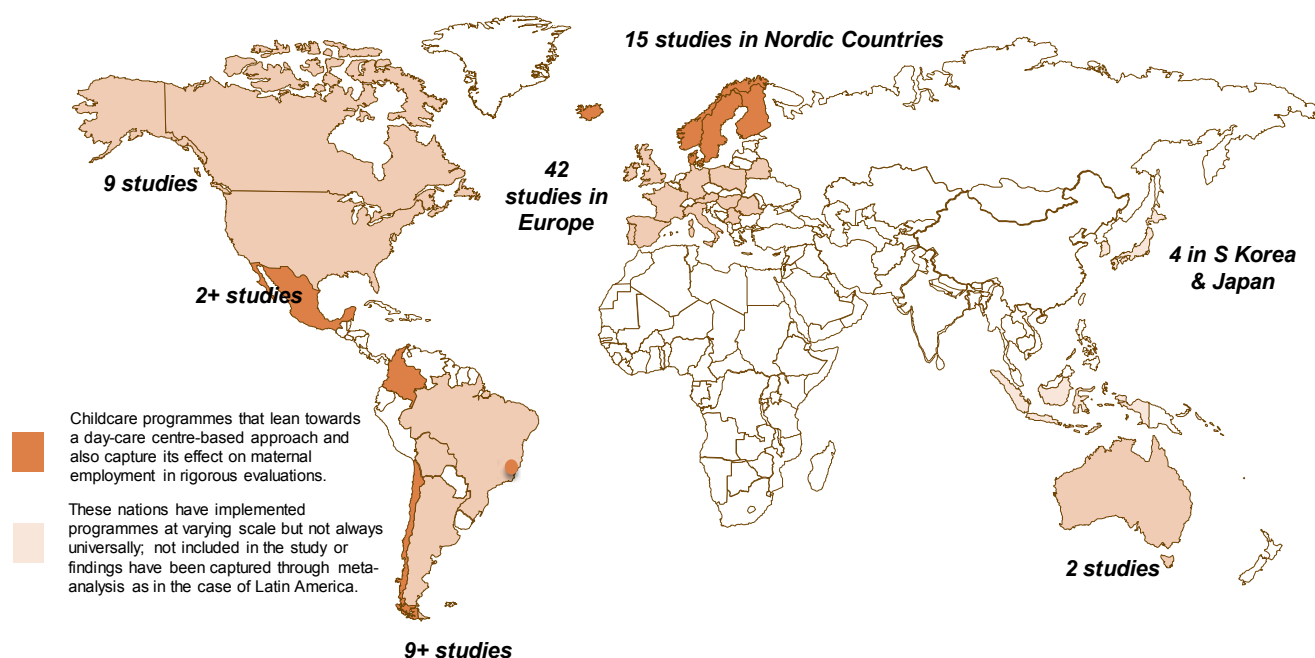 15 studies in Nordic Countries
9 studies
42
studies in
Europe
4 in S Korea
& Japan
2+ studies
Childcare programmes that lean towards
a day-care centre-based approach and
also capture its effect on maternal
employment in rigorous evaluations.
These nations have implemented
programmes at varying scale but not always
universally; not included in the study or
findings have been captured through meta-
analysis as in the case of Latin America.
2 studies
9+ studies